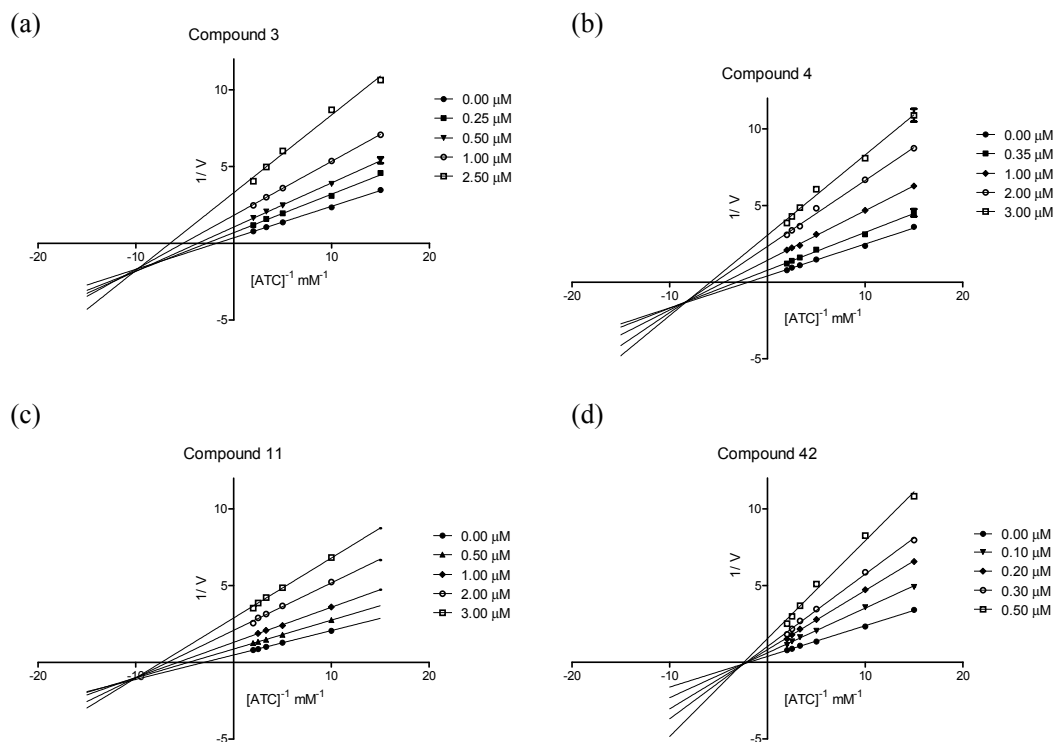 (a)
Compound 3
10
5
-5
-20
-10
10
20
1/ V
[ATC]⁻¹ mM⁻¹
0.00 μM
0.25 μM
0.50 μM
1.00 μM
2.50 μM
(b)
Compound 4
10
5
-5
-20
-10
10
20
1/ V
[ATC]⁻¹ mM⁻¹
0.00 μM
0.35 μM
1.00 μM
2.00 μM
3.00 μM
(c)
Compound 11
10
5
-5
-20
-10
10
20
1/ V
[ATC]⁻¹ mM⁻¹
0.00 μM
0.50 μM
1.00 μM
2.00 μM
3.00 μM
(d)
Compound 42
10
5
-5
-20
-10
10
20
1/ V
[ATC]⁻¹ mM⁻¹
0.00 μM
0.10 μM
0.20 μM
0.30 μM
0.50 μM